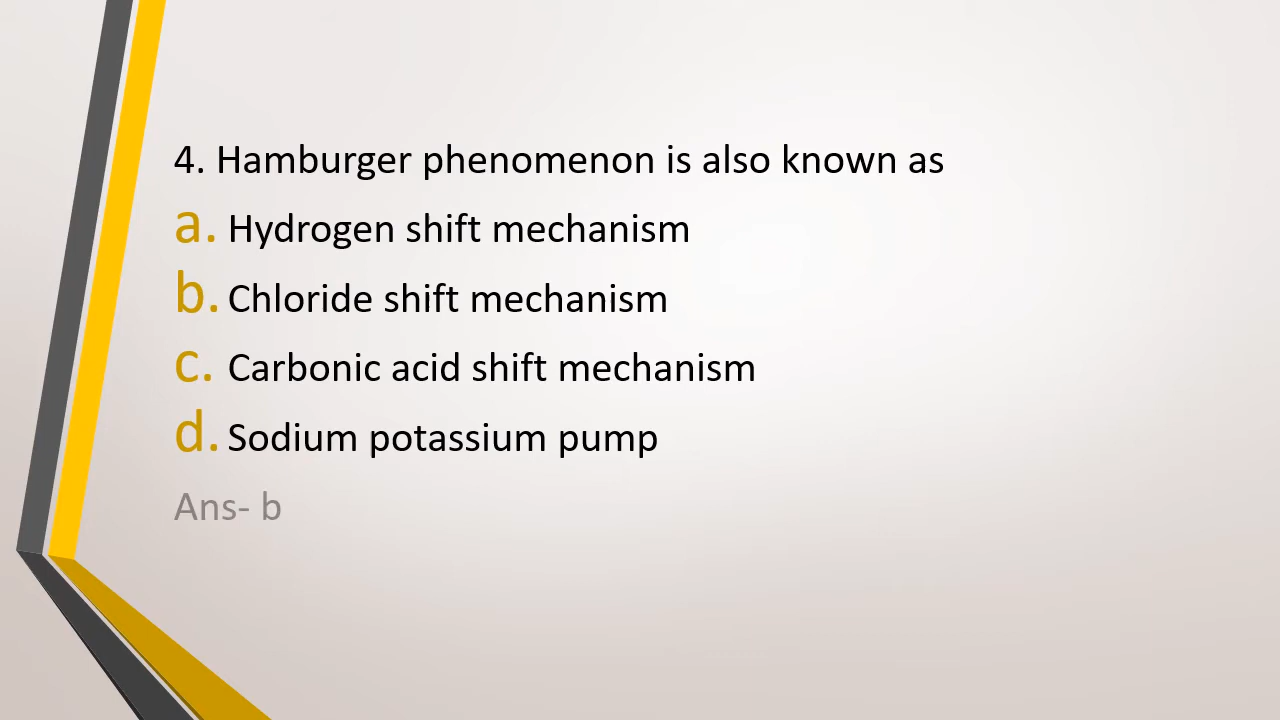 4. Hamburger phenomenon is also known as
a. Hydrogen shift mechanism
b. Chloride shift mechanism
c. Carbonic acid shift mechanism
d. Sodium potassium pump
Ans- b